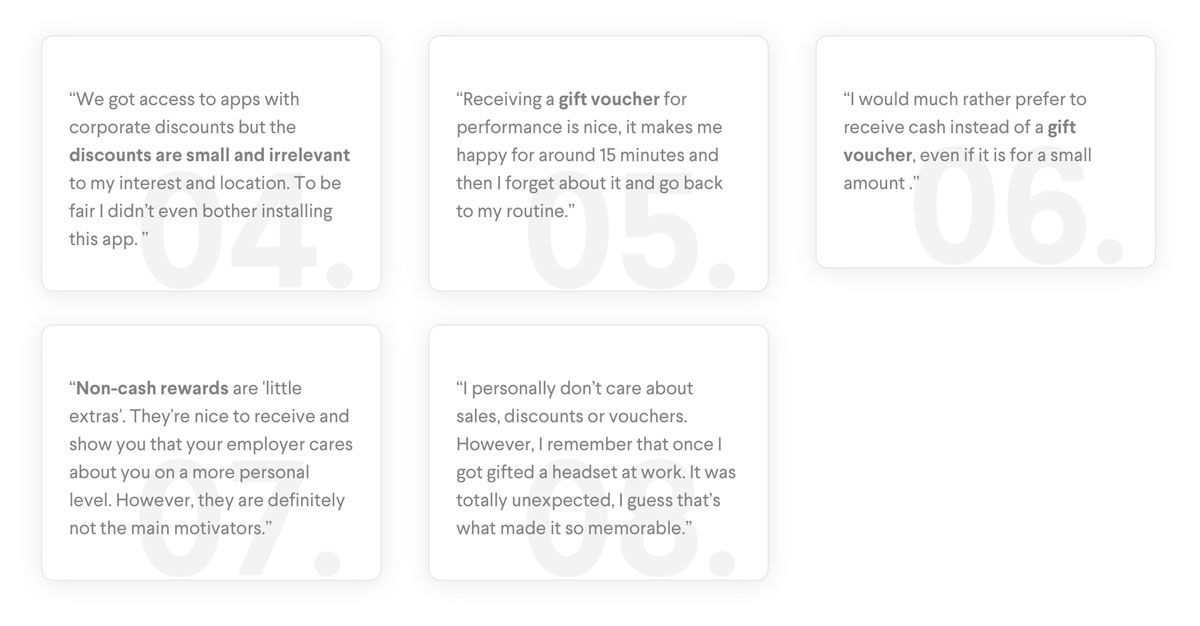 “We got access to apps with
corporate discounts but the
discounts are small and irrelevant
to my interest and location. To be
fair I didn’t even bother installing
this app. ”
04.
“Receiving a gift voucher for
performance is nice, it makes me
happy for around 15 minutes and
then I forget about it and go back
to my routine.”
05.
“I would much rather prefer to
receive cash instead of a gift
voucher, even if it is for a small
amount .”
06.
“Non-cash rewards are 'little
extras'. They're nice to receive and
show you that your employer cares
about you on a more personal
level. However, they are definitely
not the main motivators.”
07.
“I personally don’t care about
sales, discounts or vouchers.
However, I remember that once I
got gifted a headset at work. It was
totally unexpected, I guess that’s
what made it so memorable.”
08.